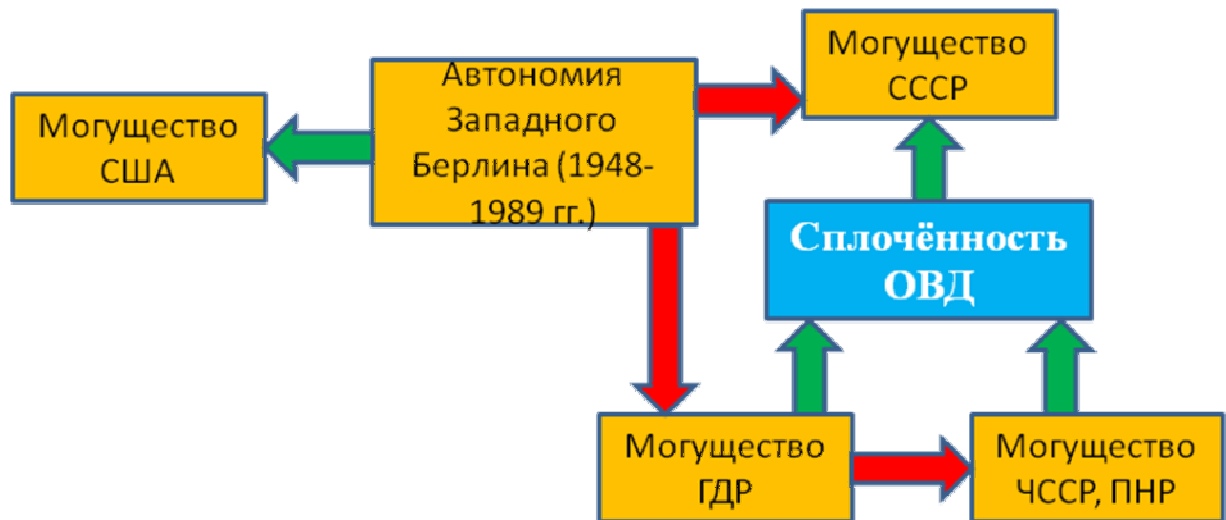 Могущество
СССР
Автономия
Западного
Берлина (1948-
1989 гг.)
Могущество
США
Сплочённость
ОВД
Могущество
ГДР
Могущество
ЧССР, ПНР